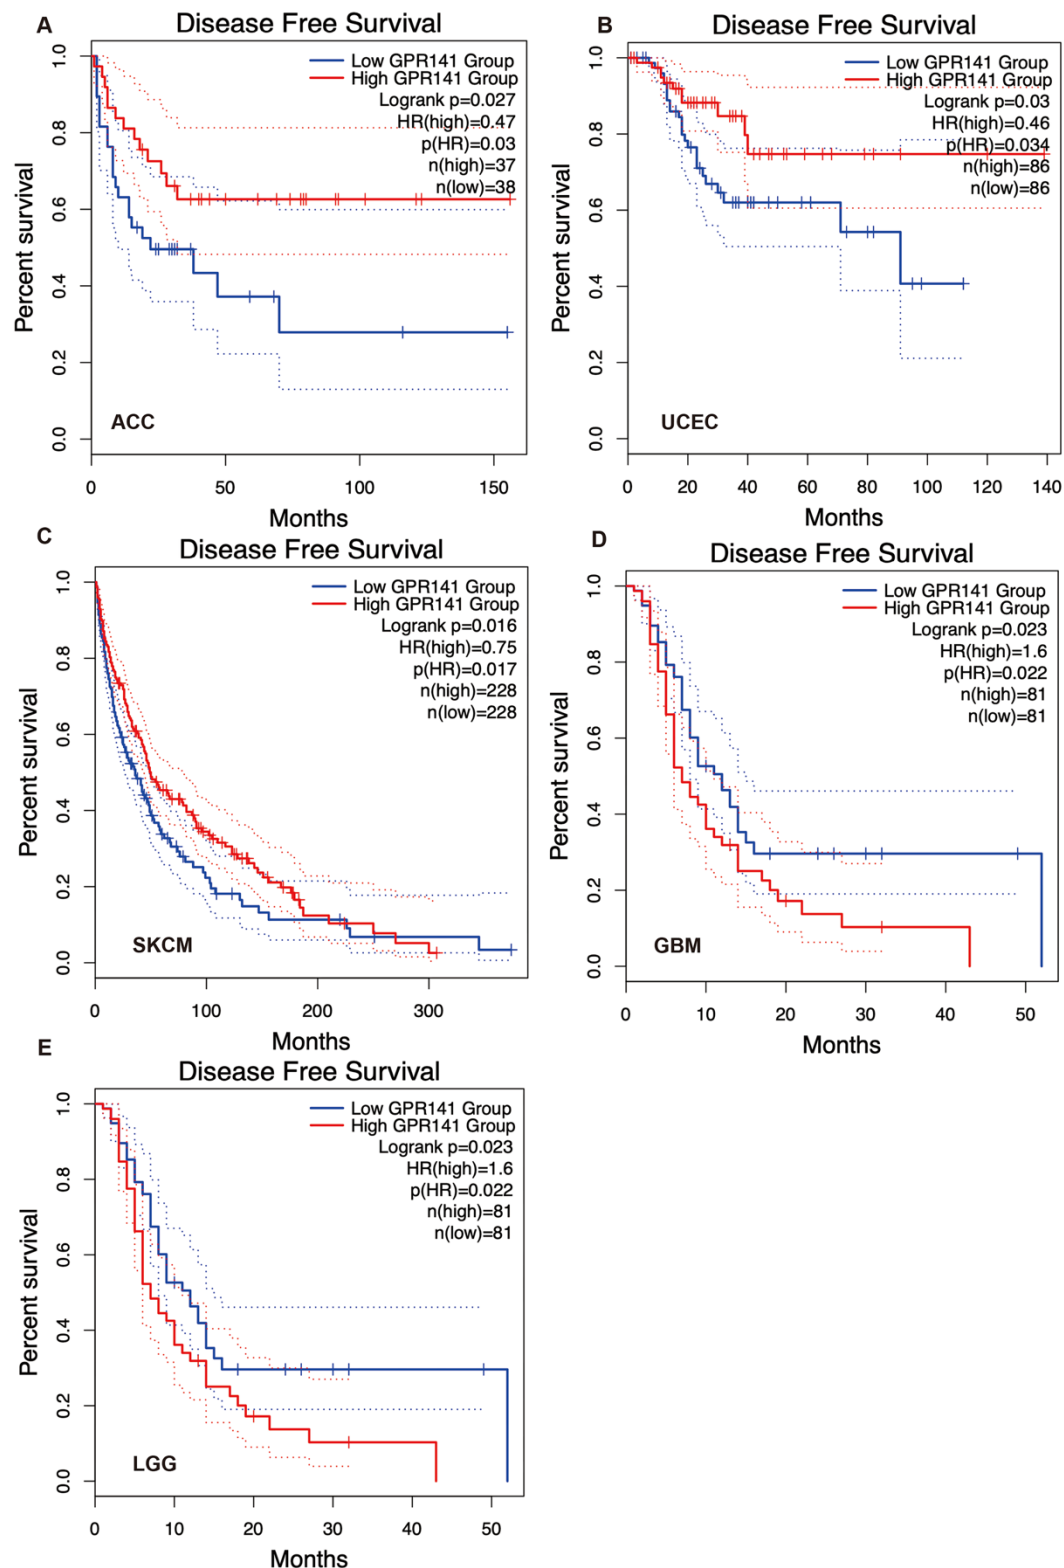 A
Disease Free Survival
Low GPR141 Group
High GPR141 Group
Logrank p=0.027
HR(high)=0.47
p(HR)=0.03
n(high)=37
n(low)=38
Percent survival
0.0 0.2 0.4 0.6 0.8 1.0
ACC
0 50 100 150
Months
B
Disease Free Survival
Low GPR141 Group
High GPR141 Group
Logrank p=0.03
HR(high)=0.46
p(HR)=0.034
n(high)=86
n(low)=86
Percent survival
0.0 0.2 0.4 0.6 0.8 1.0
UCEC
0 20 40 60 80 100 120 140
Months
C
Disease Free Survival
Low GPR141 Group
High GPR141 Group
Logrank p=0.016
HR(high)=0.75
p(HR)=0.017
n(high)=228
n(low)=228
Percent survival
0.0 0.2 0.4 0.6 0.8 1.0
SKCM
0 100 200 300
Months
D
Disease Free Survival
Low GPR141 Group
High GPR141 Group
Logrank p=0.023
HR(high)=1.6
p(HR)=0.022
n(high)=81
n(low)=81
Percent survival
0.0 0.2 0.4 0.6 0.8 1.0
GBM
0 10 20 30 40 50
Months
E
Disease Free Survival
Low GPR141 Group
High GPR141 Group
Logrank p=0.023
HR(high)=1.6
p(HR)=0.022
n(high)=81
n(low)=81
Percent survival
0.0 0.2 0.4 0.6 0.8 1.0
LGG
0 10 20 30 40 50
Months